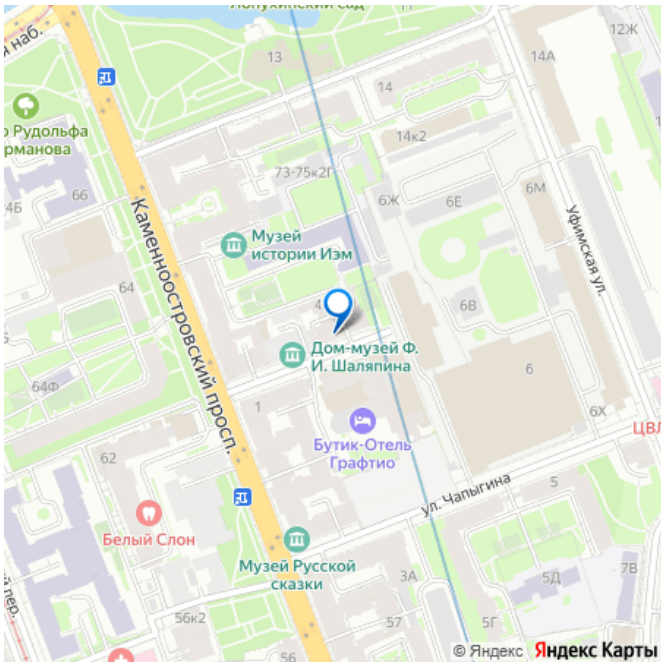 Лопухинский сад
11
12Ж
я наб.
14А
13
14
о Рудольфа
рманова
14к2
73-75к2Г
6М
6Ж
6Е
66
4Б
Каменноостровский просп.
Уфимская ул.
Музей
истории Иэм
64
4
6В
Дом-музей Ф.
И. Шаляпина
6
64Ф
1
6Х
ЦВЛ
Бутик-Отель
Графтио
62
ул. Чапыгина
5
Белый Слон
Музей Русской
сказки
3А
5Д
7В
й пер.
56к2
57
5Г
56
© Яндекс Яндекс Карты